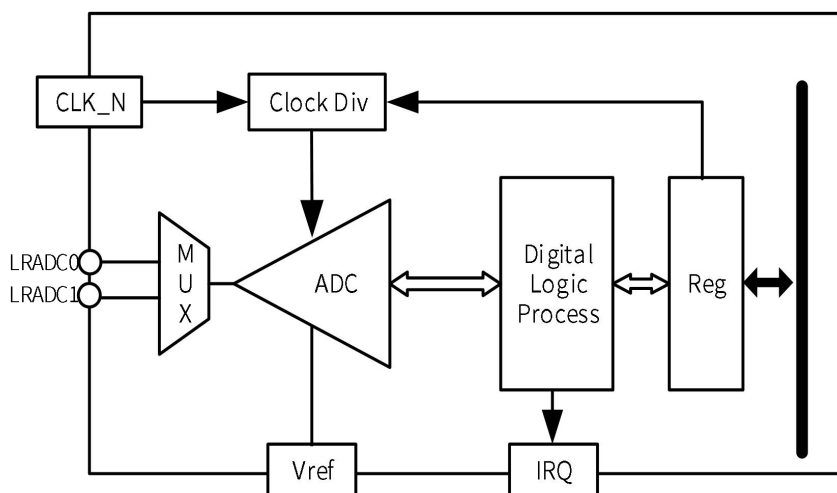 CLK_N
Clock Div
LRADC0
LRADC1
M
U
X
ADC
Digital
Logic
Process
Reg
Vref
IRQ